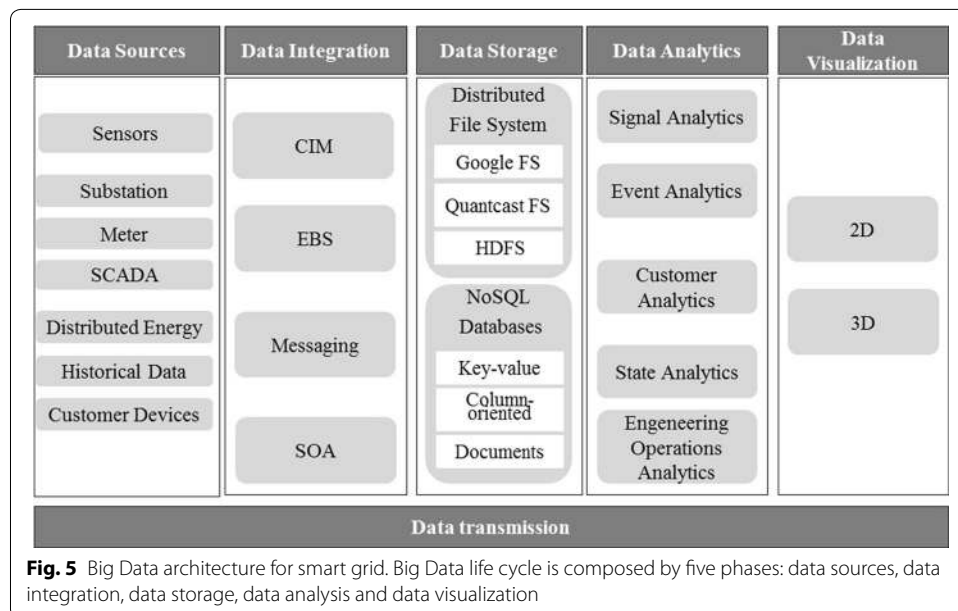 Data Sources
Sensors
Substation
Meter
SCADA
Distributed Energy
Historical Data
Customer Devices
Data Integration
CIM
EBS
Messaging
SOA
Data Storage
Distributed
File System
Google FS
Quantcast FS
HDFS
NoSQL
Databases
Key-value
Column-
oriented
Documents
Data Analytics
Signal Analytics
Event Analytics
Customer
Analytics
State Analytics
Engeneering
Operations
Analytics
Data
Visualization
2D
3D
Data transmission
Fig. 5 Big Data architecture for smart grid. Big Data life cycle is composed by five phases: data sources, data
integration, data storage, data analysis and data visualization